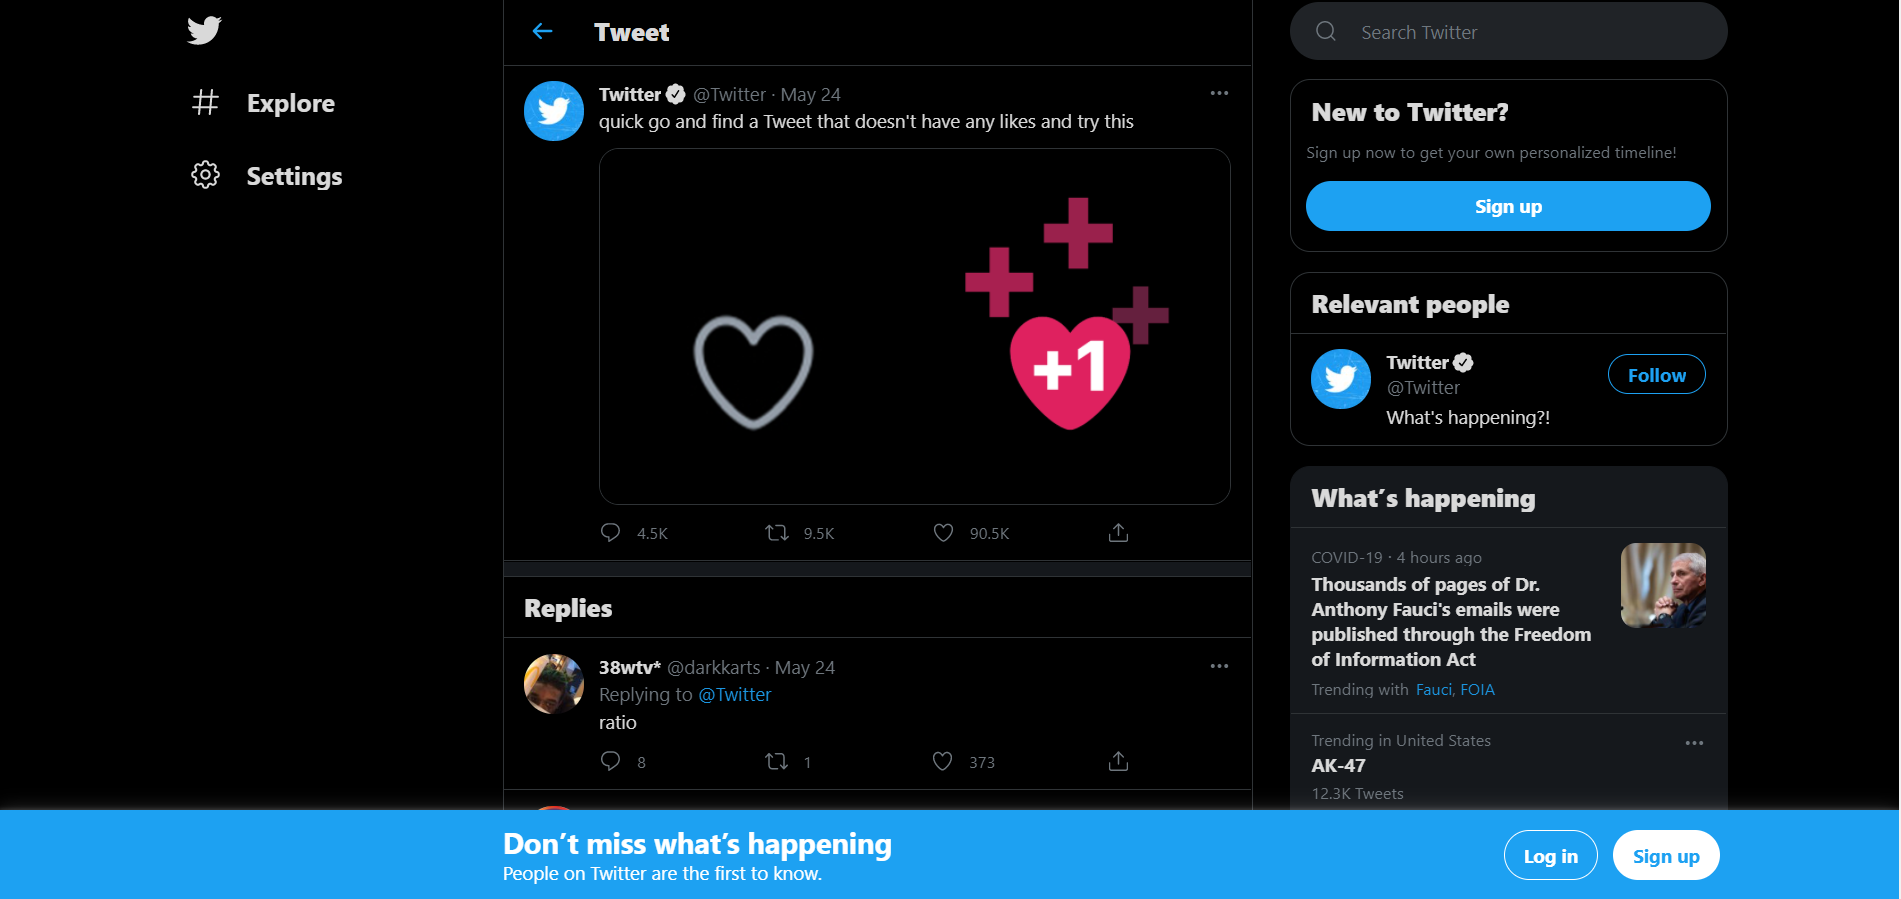 Explore
Settings
Tweet
Twitter @Twitter · May 24
quick go and find a Tweet that doesn't have any likes and try this
+1
4.5K 9.5K 90.5K
Replies
38wtv* @darkkarts · May 24
Replying to @Twitter
ratio
8 1 373
Search Twitter
New to Twitter?
Sign up now to get your own personalized timeline!
Sign up
Relevant people
Twitter
@Twitter
Follow
What's happening?!
What's happening
COVID-19 · 4 hours ago
Thousands of pages of Dr.
Anthony Fauci's emails were
published through the Freedom
of Information Act
Trending with Fauci, FOIA
Trending in United States
AK-47
12.3K Tweets
Don't miss what's happening
People on Twitter are the first to know.
Log in
Sign up